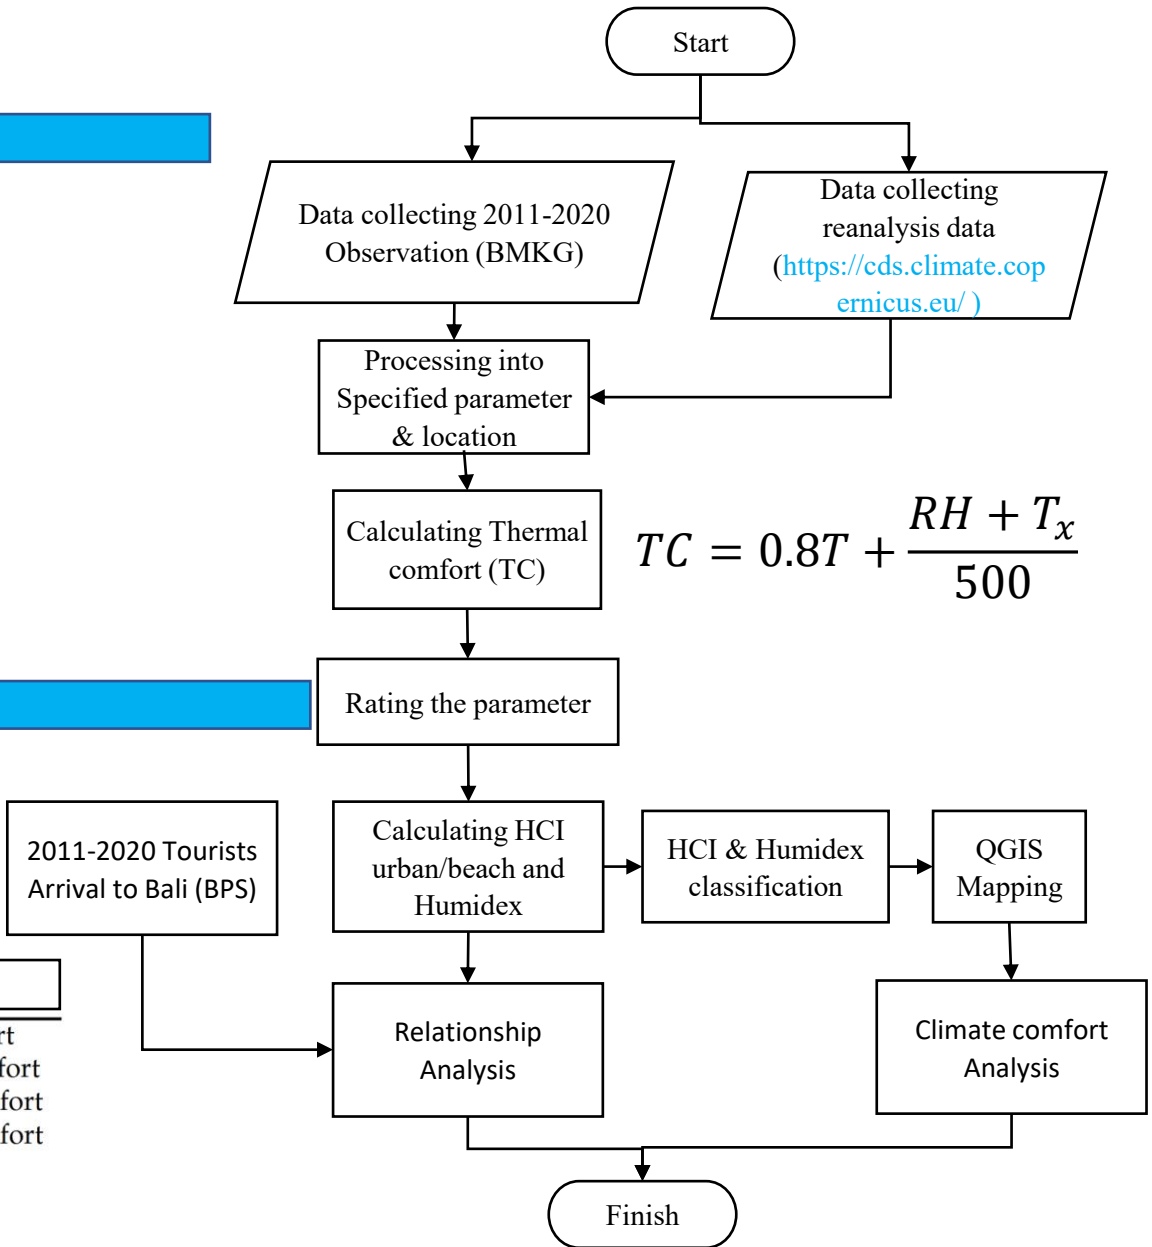 Start
Data collecting 2011-2020
Observation (BMKG)
Data collecting
reanalysis data
(https://cds.climate.cop
ernicus.eu/ )
Processing into
Specified parameter
& location
Calculating Thermal
comfort (TC)
TC = 0.8T + \frac{RH + T_x}{500}
Rating the parameter
2011-2020 Tourists
Arrival to Bali (BPS)
Calculating HCI
urban/beach and
Humidex
HCI & Humidex
classification
QGIS
Mapping
Relationship
Analysis
Climate comfort
Analysis
Finish